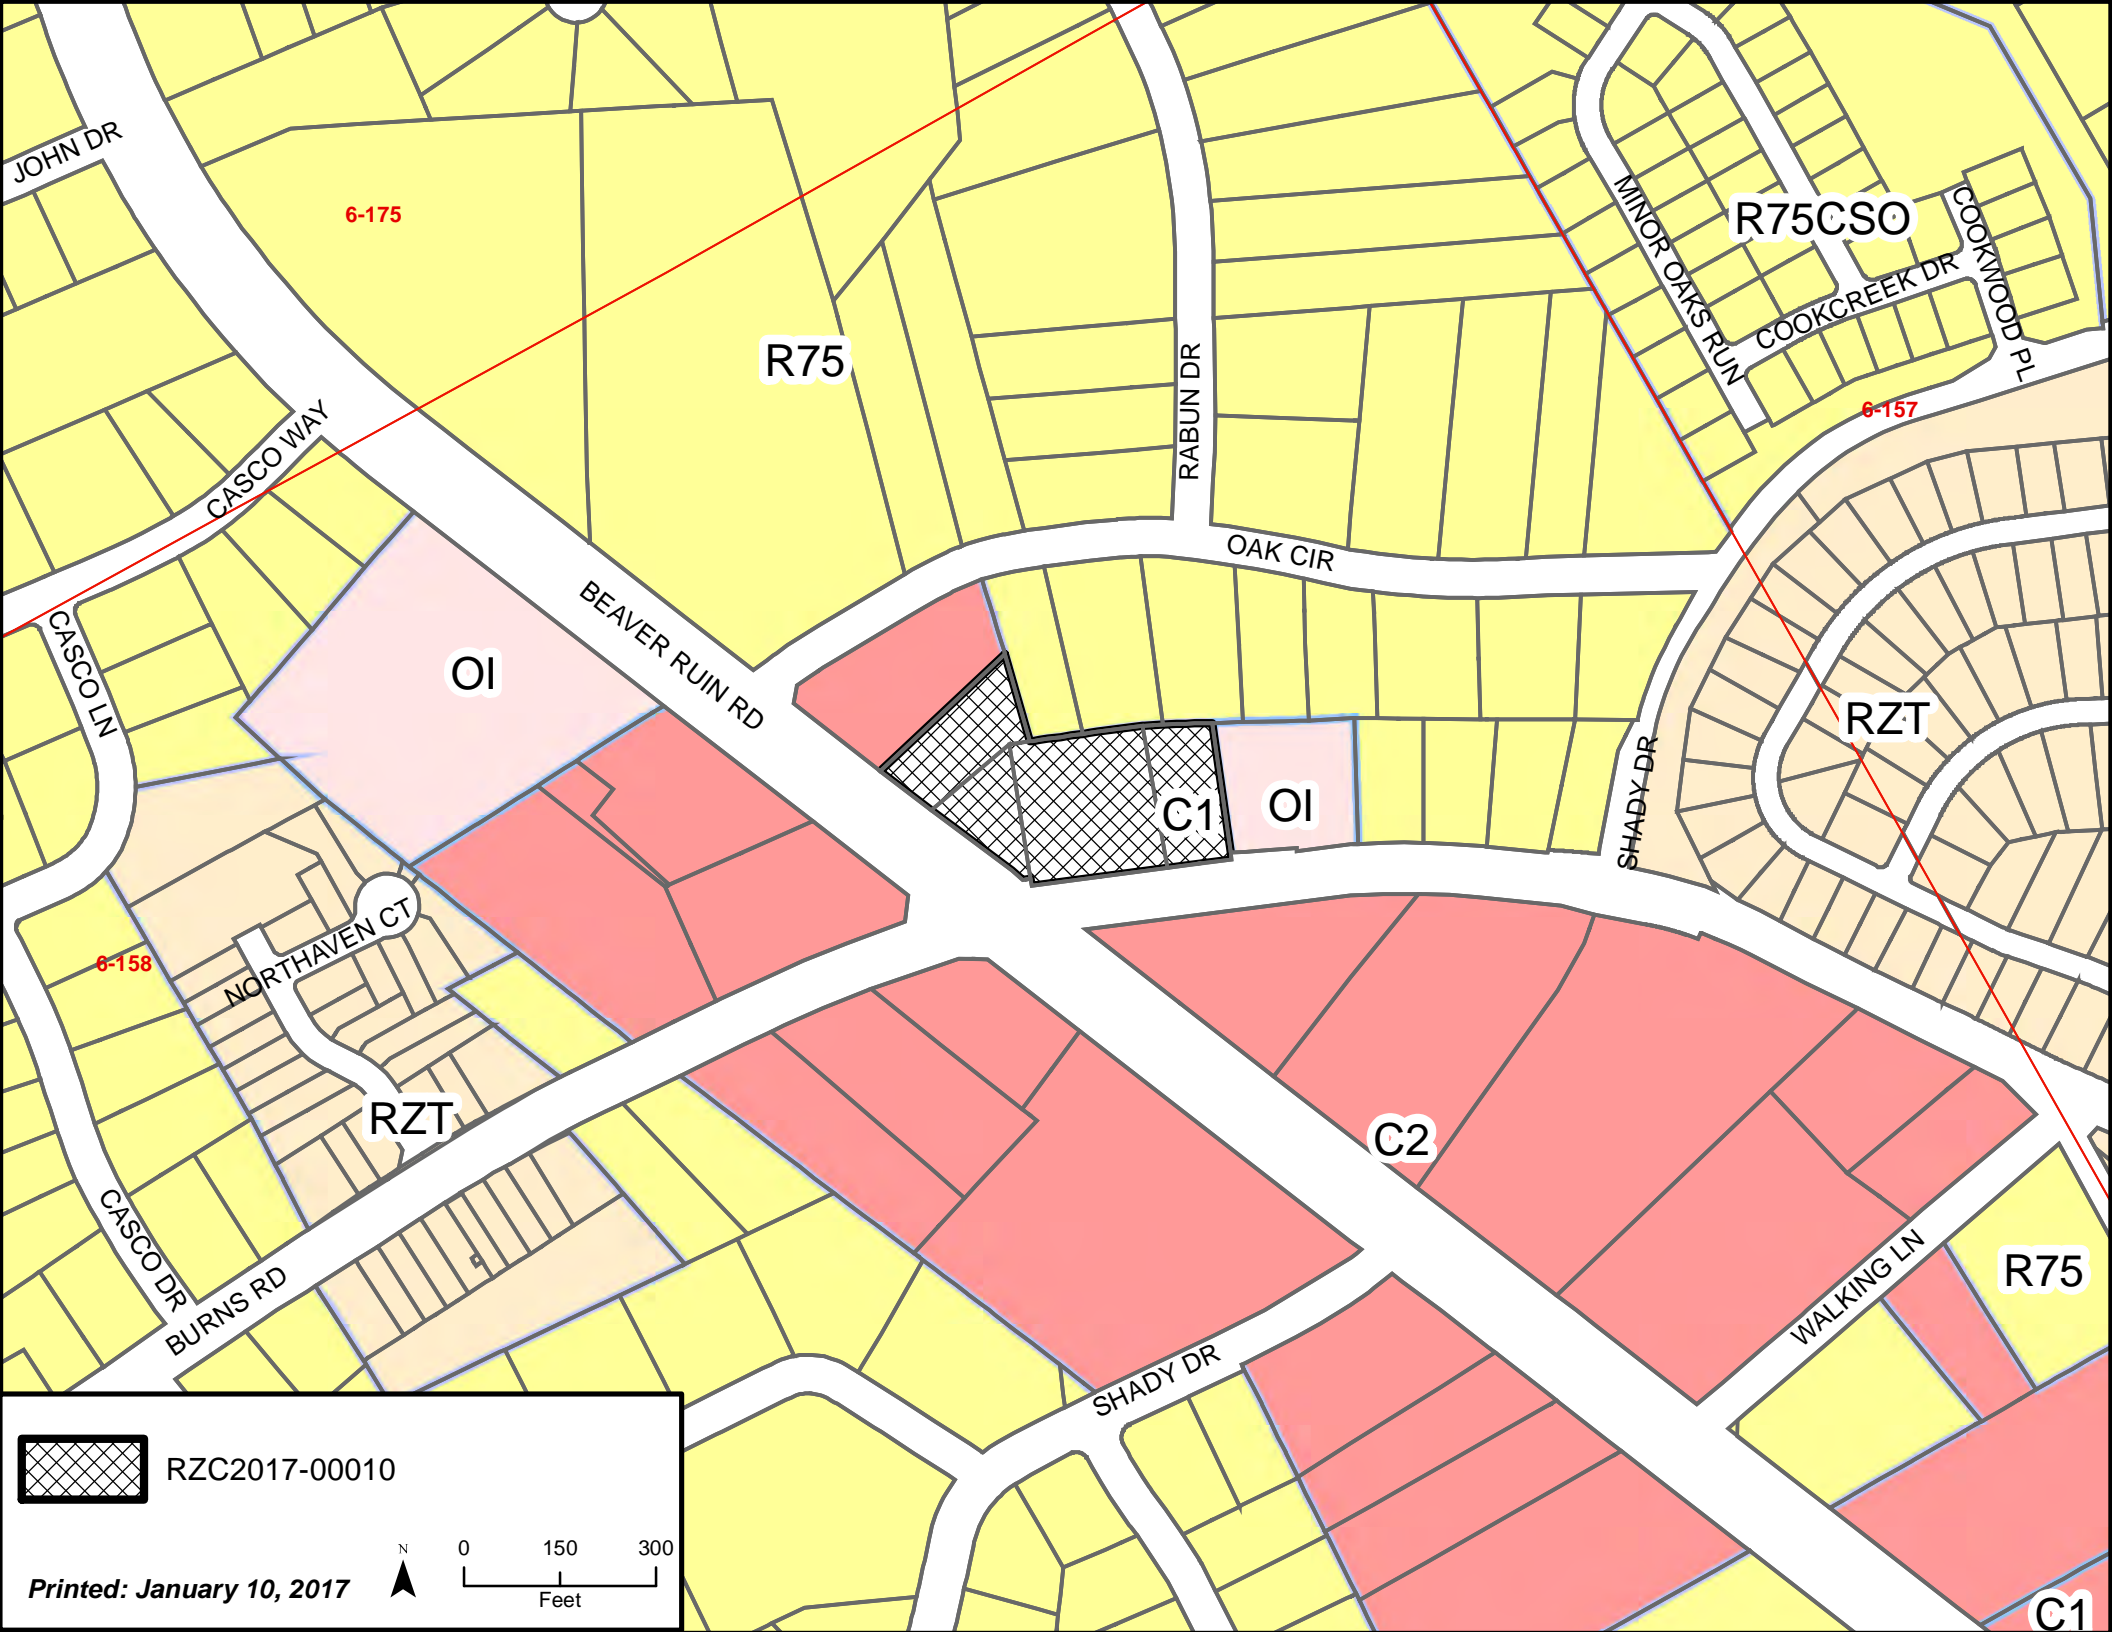 JOHN DR
6-175
R75CSO
MINOR OAKS RUN
COOKWOOD PL
COOKCREEK DR
R75
RABUN DR
6-157
CASCO WAY
OAK CIR
BEAVER RUIN RD
CASCO LN
OI
RZT
SHADY DR
C1
OI
NORTHAVEN CT
6-158
RZT
C2
CASCO DR
BURNS RD
WALKING LN
R75
SHADY DR
RZC2017-00010
N
0 150 300
Feet
Printed: January 10, 2017
C1